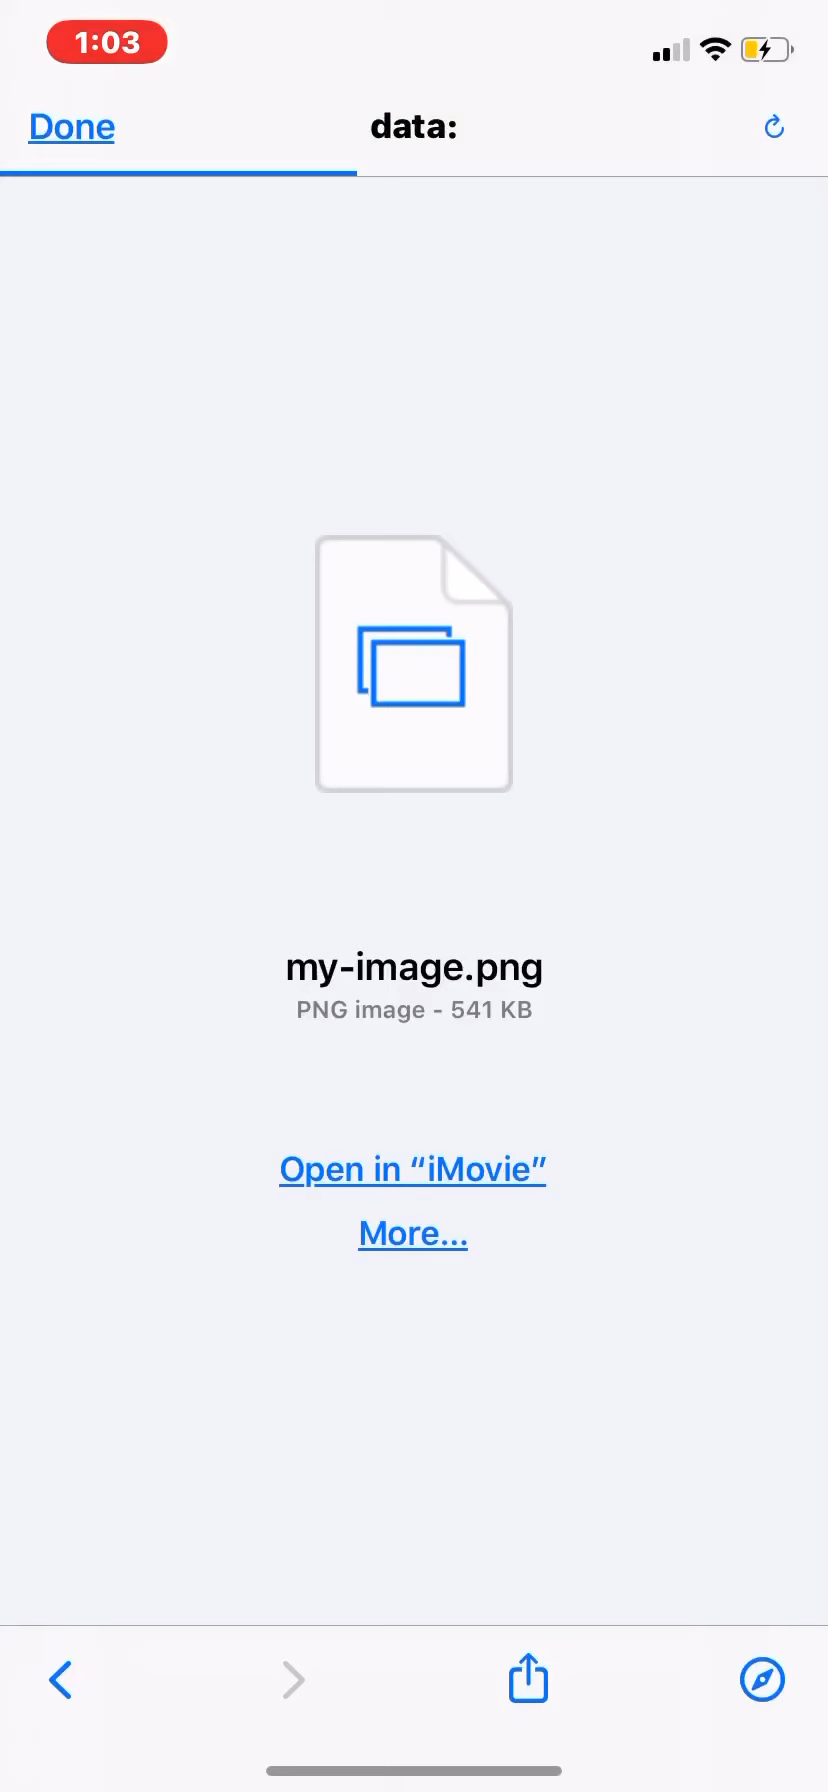 1:03
Done
data:
my-image.png
PNG image - 541 KB
Open in “iMovie”
More...